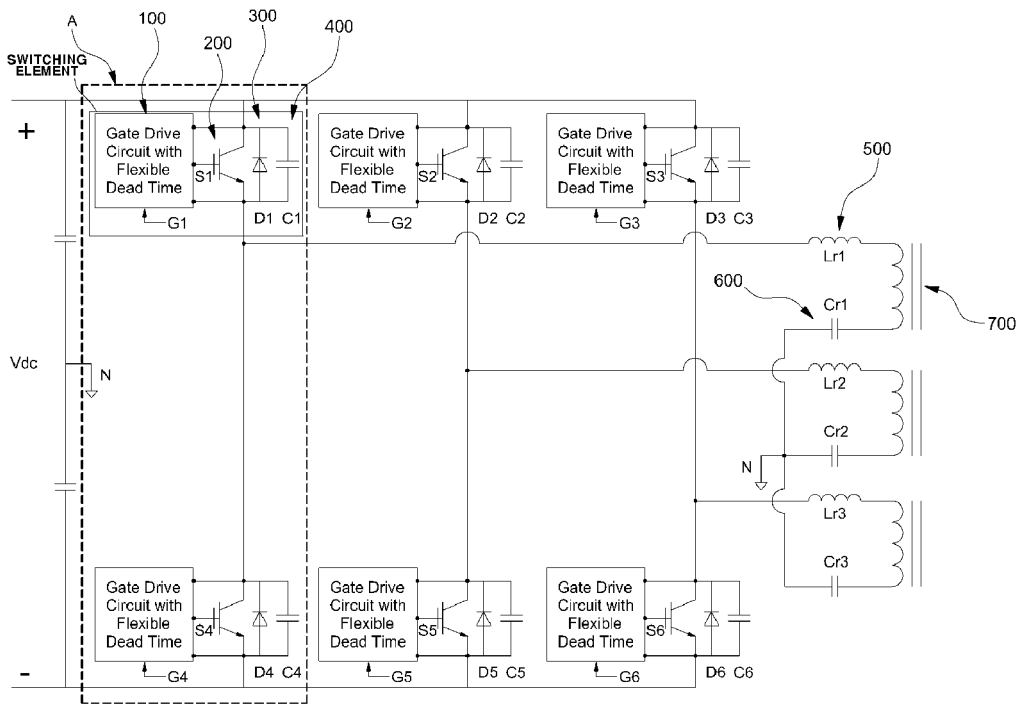 A
100
300
400
200
SWITCHING
ELEMENT
+
Gate Drive
Circuit with
Flexible
Dead Time
S1
G1
D1 C1
Gate Drive
Circuit with
Flexible
Dead Time
S2
G2
D2 C2
Gate Drive
Circuit with
Flexible
Dead Time
S3
G3
D3 C3
500
Lr1
600
Cr1
700
Vdc
N
Lr2
Cr2
N
Lr3
Cr3
Gate Drive
Circuit with
Flexible
Dead Time
S4
G4
D4 C4
Gate Drive
Circuit with
Flexible
Dead Time
S5
G5
D5 C5
Gate Drive
Circuit with
Flexible
Dead Time
S6
G6
D6 C6
-